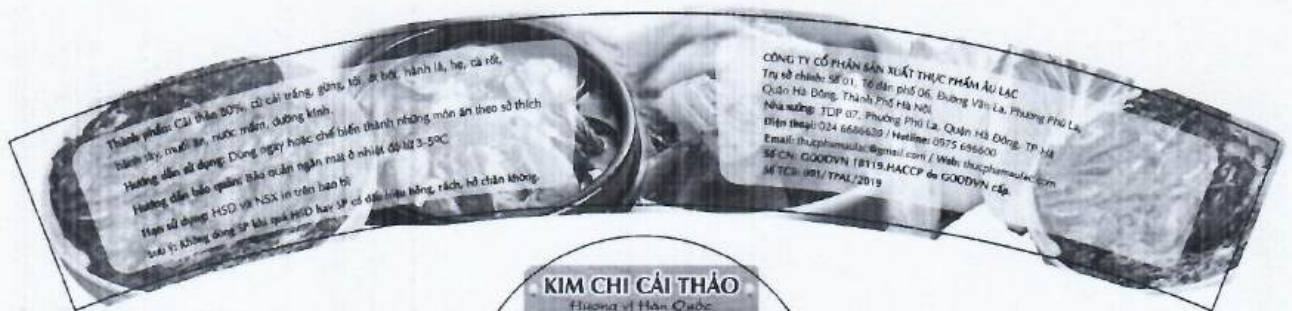 Thành phần: Cải thảo 80%, củ cải trắng, gừng, tỏi, ớt bột, hành lá, hẹ, cà rốt,
hành tây, muối ăn, nước mắm, đường kính.
Hướng dẫn sử dụng: Dùng ngay hoặc chế biến thành những món ăn theo sở thích
Hướng dẫn bảo quản: Bảo quản ngăn mát ở nhiệt độ từ 3-5ºC
Hạn sử dụng: HSD và NSX in trên bao bì
Lưu ý: Không dùng SP khi quá HSD hay SP có dấu hiệu hỏng, rách, hở chân không.
CÔNG TY CỔ PHẦN SẢN XUẤT THỰC PHẨM ÂU LẠC
Trụ sở chính: Số 01, Tổ dân phố 06, Đường Văn La, Phường Phú La,
Quận Hà Đông, Thành Phố Hà Nội
Nhà xưởng: TDP 07, Phường Phú La, Quận Hà Đông, TP Hà
Điện thoại: 024 6686639 / Hotline: 0975 696600
Email: thucphamaulac@gmail.com / Web: thucphamaulac.com
Số CN: GOODVN 18119.HACCP do GOODVN cấp.
Số TCB: 001/TPAL/2019
KIM CHI CẢI THẢO
Hương vị Hàn Quốc